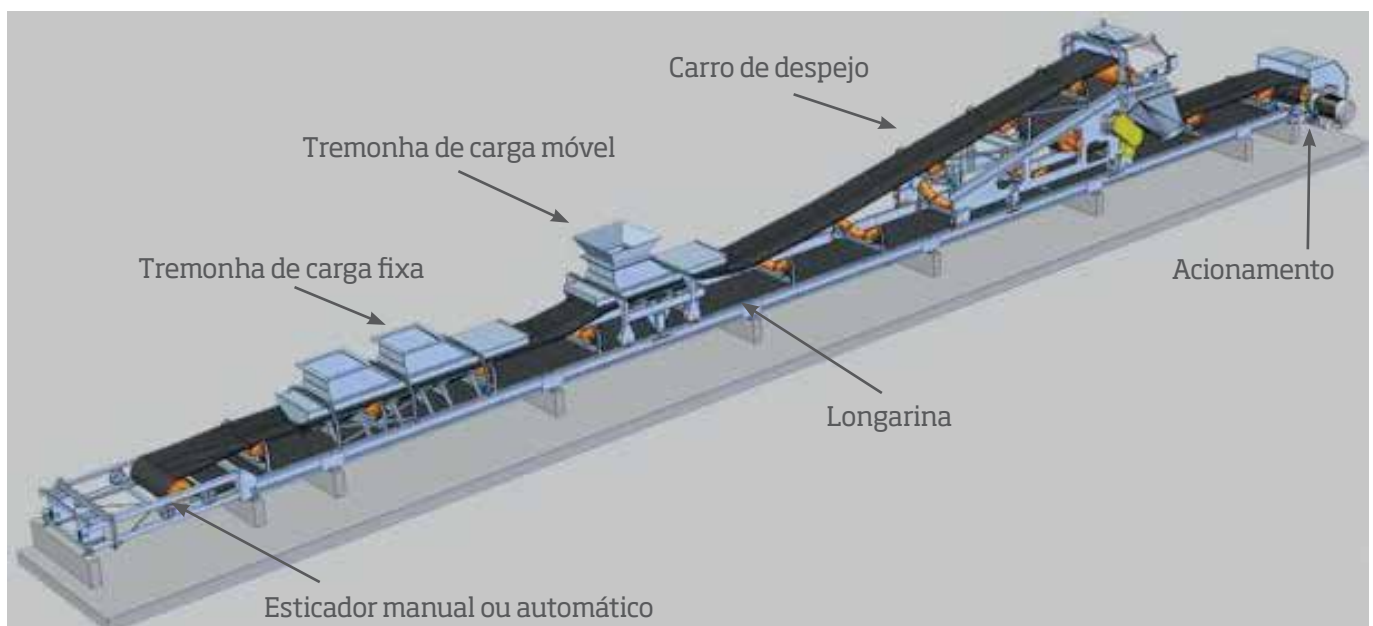 Carro de despejo
Tremonha de carga móvel
Tremonha de carga fixa
Acionamento
Longarina
Esticador manual ou automático